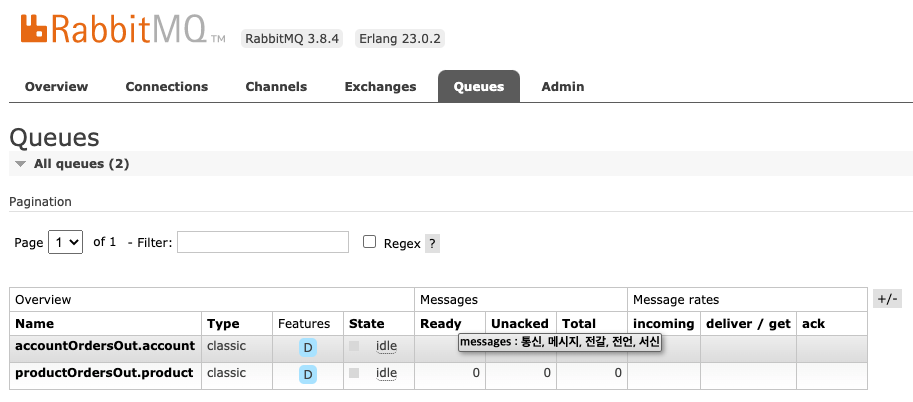 RabbitMQ TM RabbitMQ 3.8.4 Erlang 23.0.2
Overview Connections Channels Exchanges Queues Admin
Queues
All queues (2)
Pagination
Page 1 of 1 - Filter: Regex ?
Overview Messages Message rates +/-
Name Type Features State Ready Unacked Total incoming deliver / get ack
accountOrdersOut.account classic D idle
messages : 통신, 메시지, 전갈, 전언, 서신
productOrdersOut.product classic D idle 0 0 0